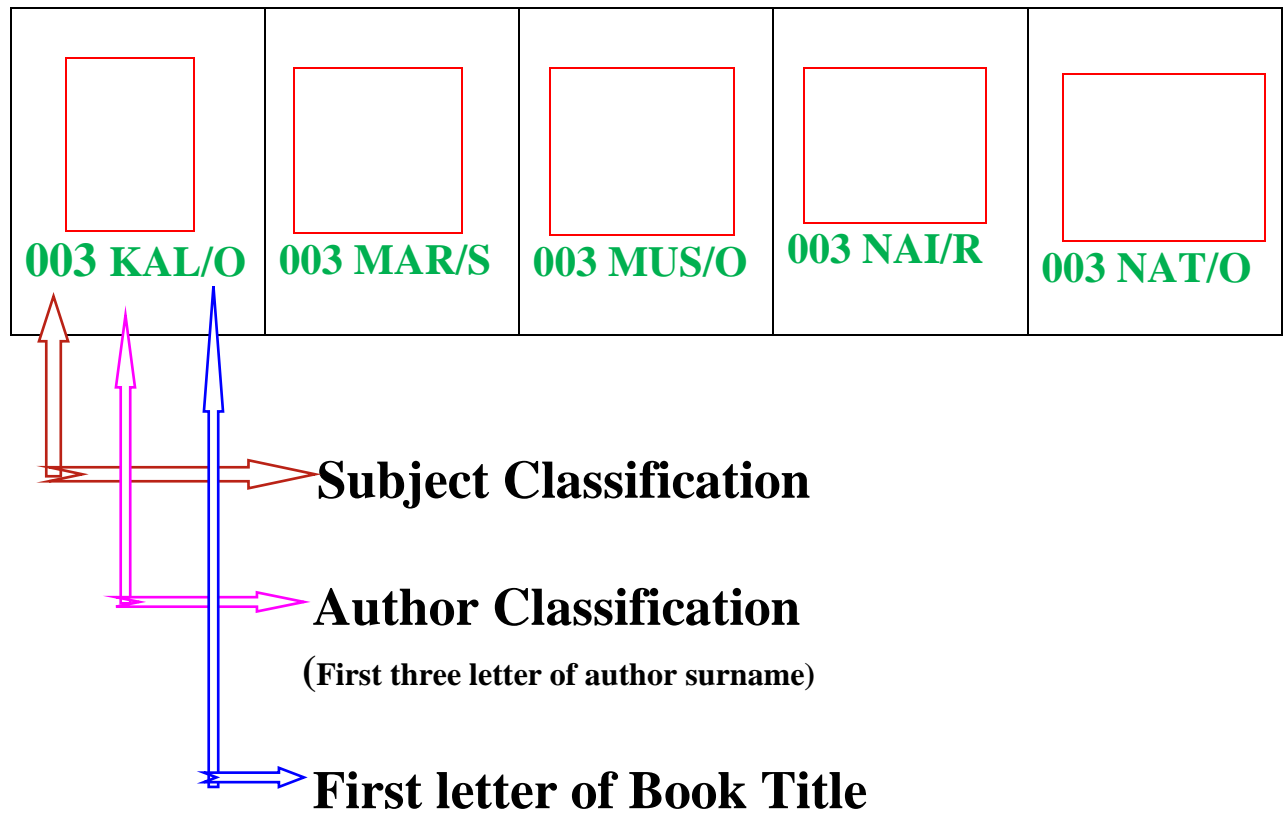 003 KAL/O 003 MAR/S 003 MUS/O 003 NAI/R 003 NAT/O
Subject Classification
Author Classification
(First three letter of author surname)
First letter of Book Title